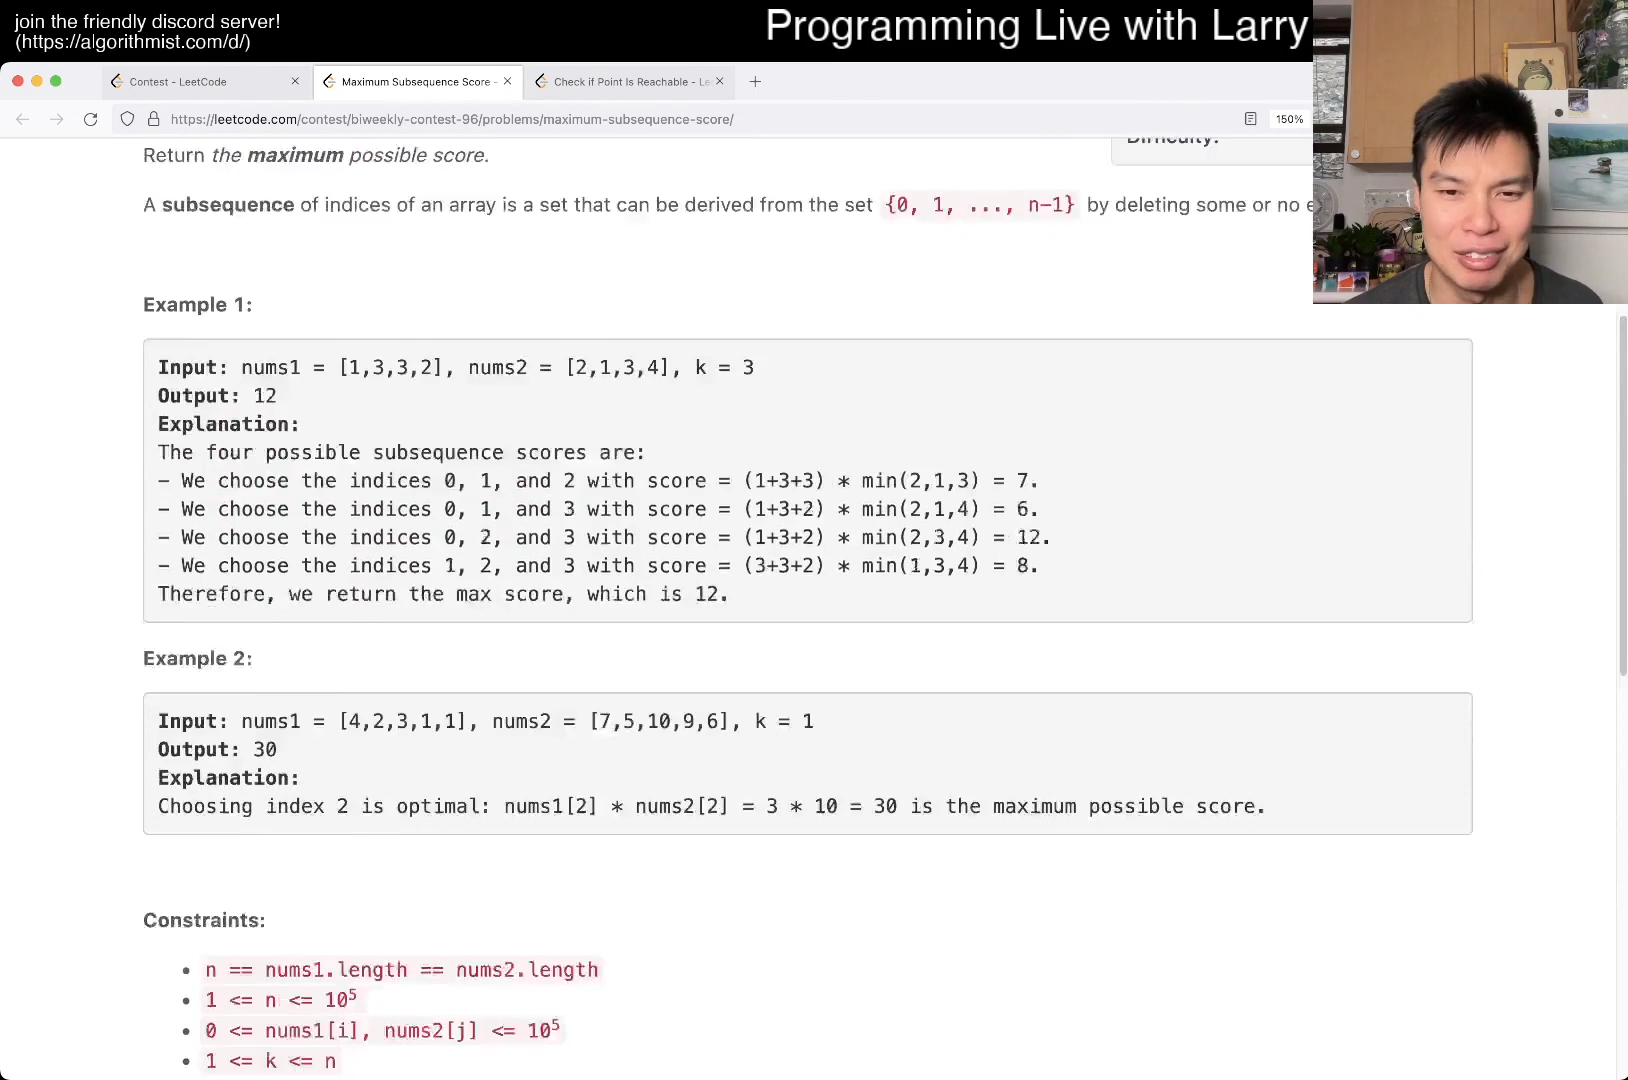 join the friendly discord server!
(https://algorithmist.com/d/)
Programming Live with Larry
Contest - LeetCode
Maximum Subsequence Score -
Check if Point Is Reachable - Le
https://leetcode.com/contest/biweekly-contest-96/problems/maximum-subsequence-score/
150%
Return the maximum possible score.
Difficulty:
A subsequence of indices of an array is a set that can be derived from the set {0, 1, ..., n-1} by deleting some or no e
Example 1:
Input: nums1 = [1,3,3,2], nums2 = [2,1,3,4], k = 3
Output: 12
Explanation:
The four possible subsequence scores are:
- We choose the indices 0, 1, and 2 with score = (1+3+3) * min(2,1,3) = 7.
- We choose the indices 0, 1, and 3 with score = (1+3+2) * min(2,1,4) = 6.
- We choose the indices 0, 2, and 3 with score = (1+3+2) * min(2,3,4) = 12.
- We choose the indices 1, 2, and 3 with score = (3+3+2) * min(1,3,4) = 8.
Therefore, we return the max score, which is 12.
Example 2:
Input: nums1 = [4,2,3,1,1], nums2 = [7,5,10,9,6], k = 1
Output: 30
Explanation:
Choosing index 2 is optimal: nums1[2] * nums2[2] = 3 * 10 = 30 is the maximum possible score.
Constraints:
• n == nums1.length == nums2.length
• 1 <= n <= 10⁵
• 0 <= nums1[i], nums2[j] <= 10⁵
• 1 <= k <= n